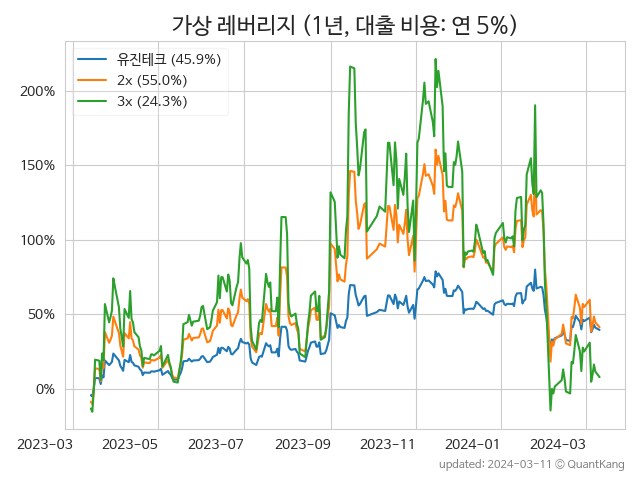 가상 레버리지 (1년, 대출 비용: 연 5%)
유진테크 (45.9%)
2x (55.0%)
3x (24.3%)
200%
150%
100%
50%
0%
2023-03 2023-05 2023-07 2023-09 2023-11 2024-01 2024-03
updated: 2024-03-11 © QuantKang